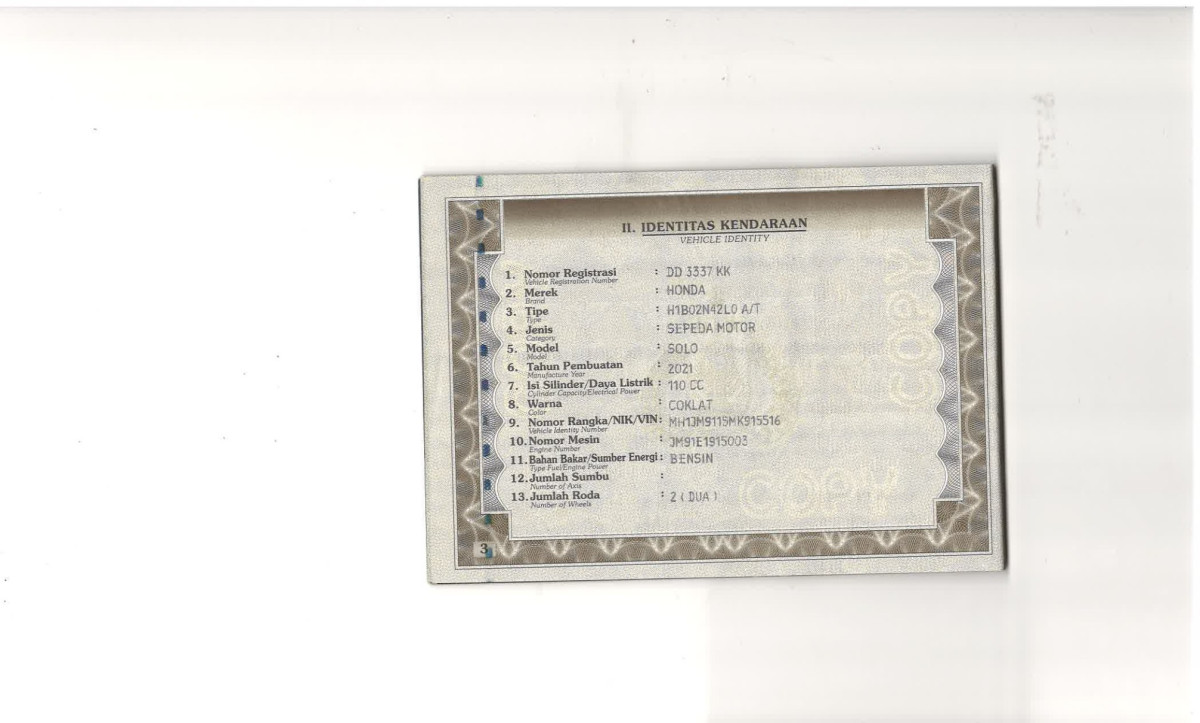 II. IDENTITAS KENDARAAN
VEHICLE IDENTITY
1. Nomor Registrasi : DD 3337 KK
Vehicle Registration Number
2. Merek : HONDA
Brand
3. Tipe : H1B02N42L0 A/T
Type
4. Jenis : SEPEDA MOTOR
Category
5. Model : SOLO
Model
6. Tahun Pembuatan : 2021
Manufacture Year
7. Isi Silinder/Daya Listrik : 110 CC
Cylinder Capacity/Electrical Power
8. Warna : COKLAT
Color
9. Nomor Rangka/NIK/VIN : MH1JM9115MK915516
Vehicle Identity Number
10. Nomor Mesin : JM91E1915003
Engine Number
11. Bahan Bakar/Sumber Energi : BENSIN
Type Fuel/Engine Power
12. Jumlah Sumbu :
Number of Axis
13. Jumlah Roda : 2 ( DUA )
Number of Wheels
COPY
COPY
3